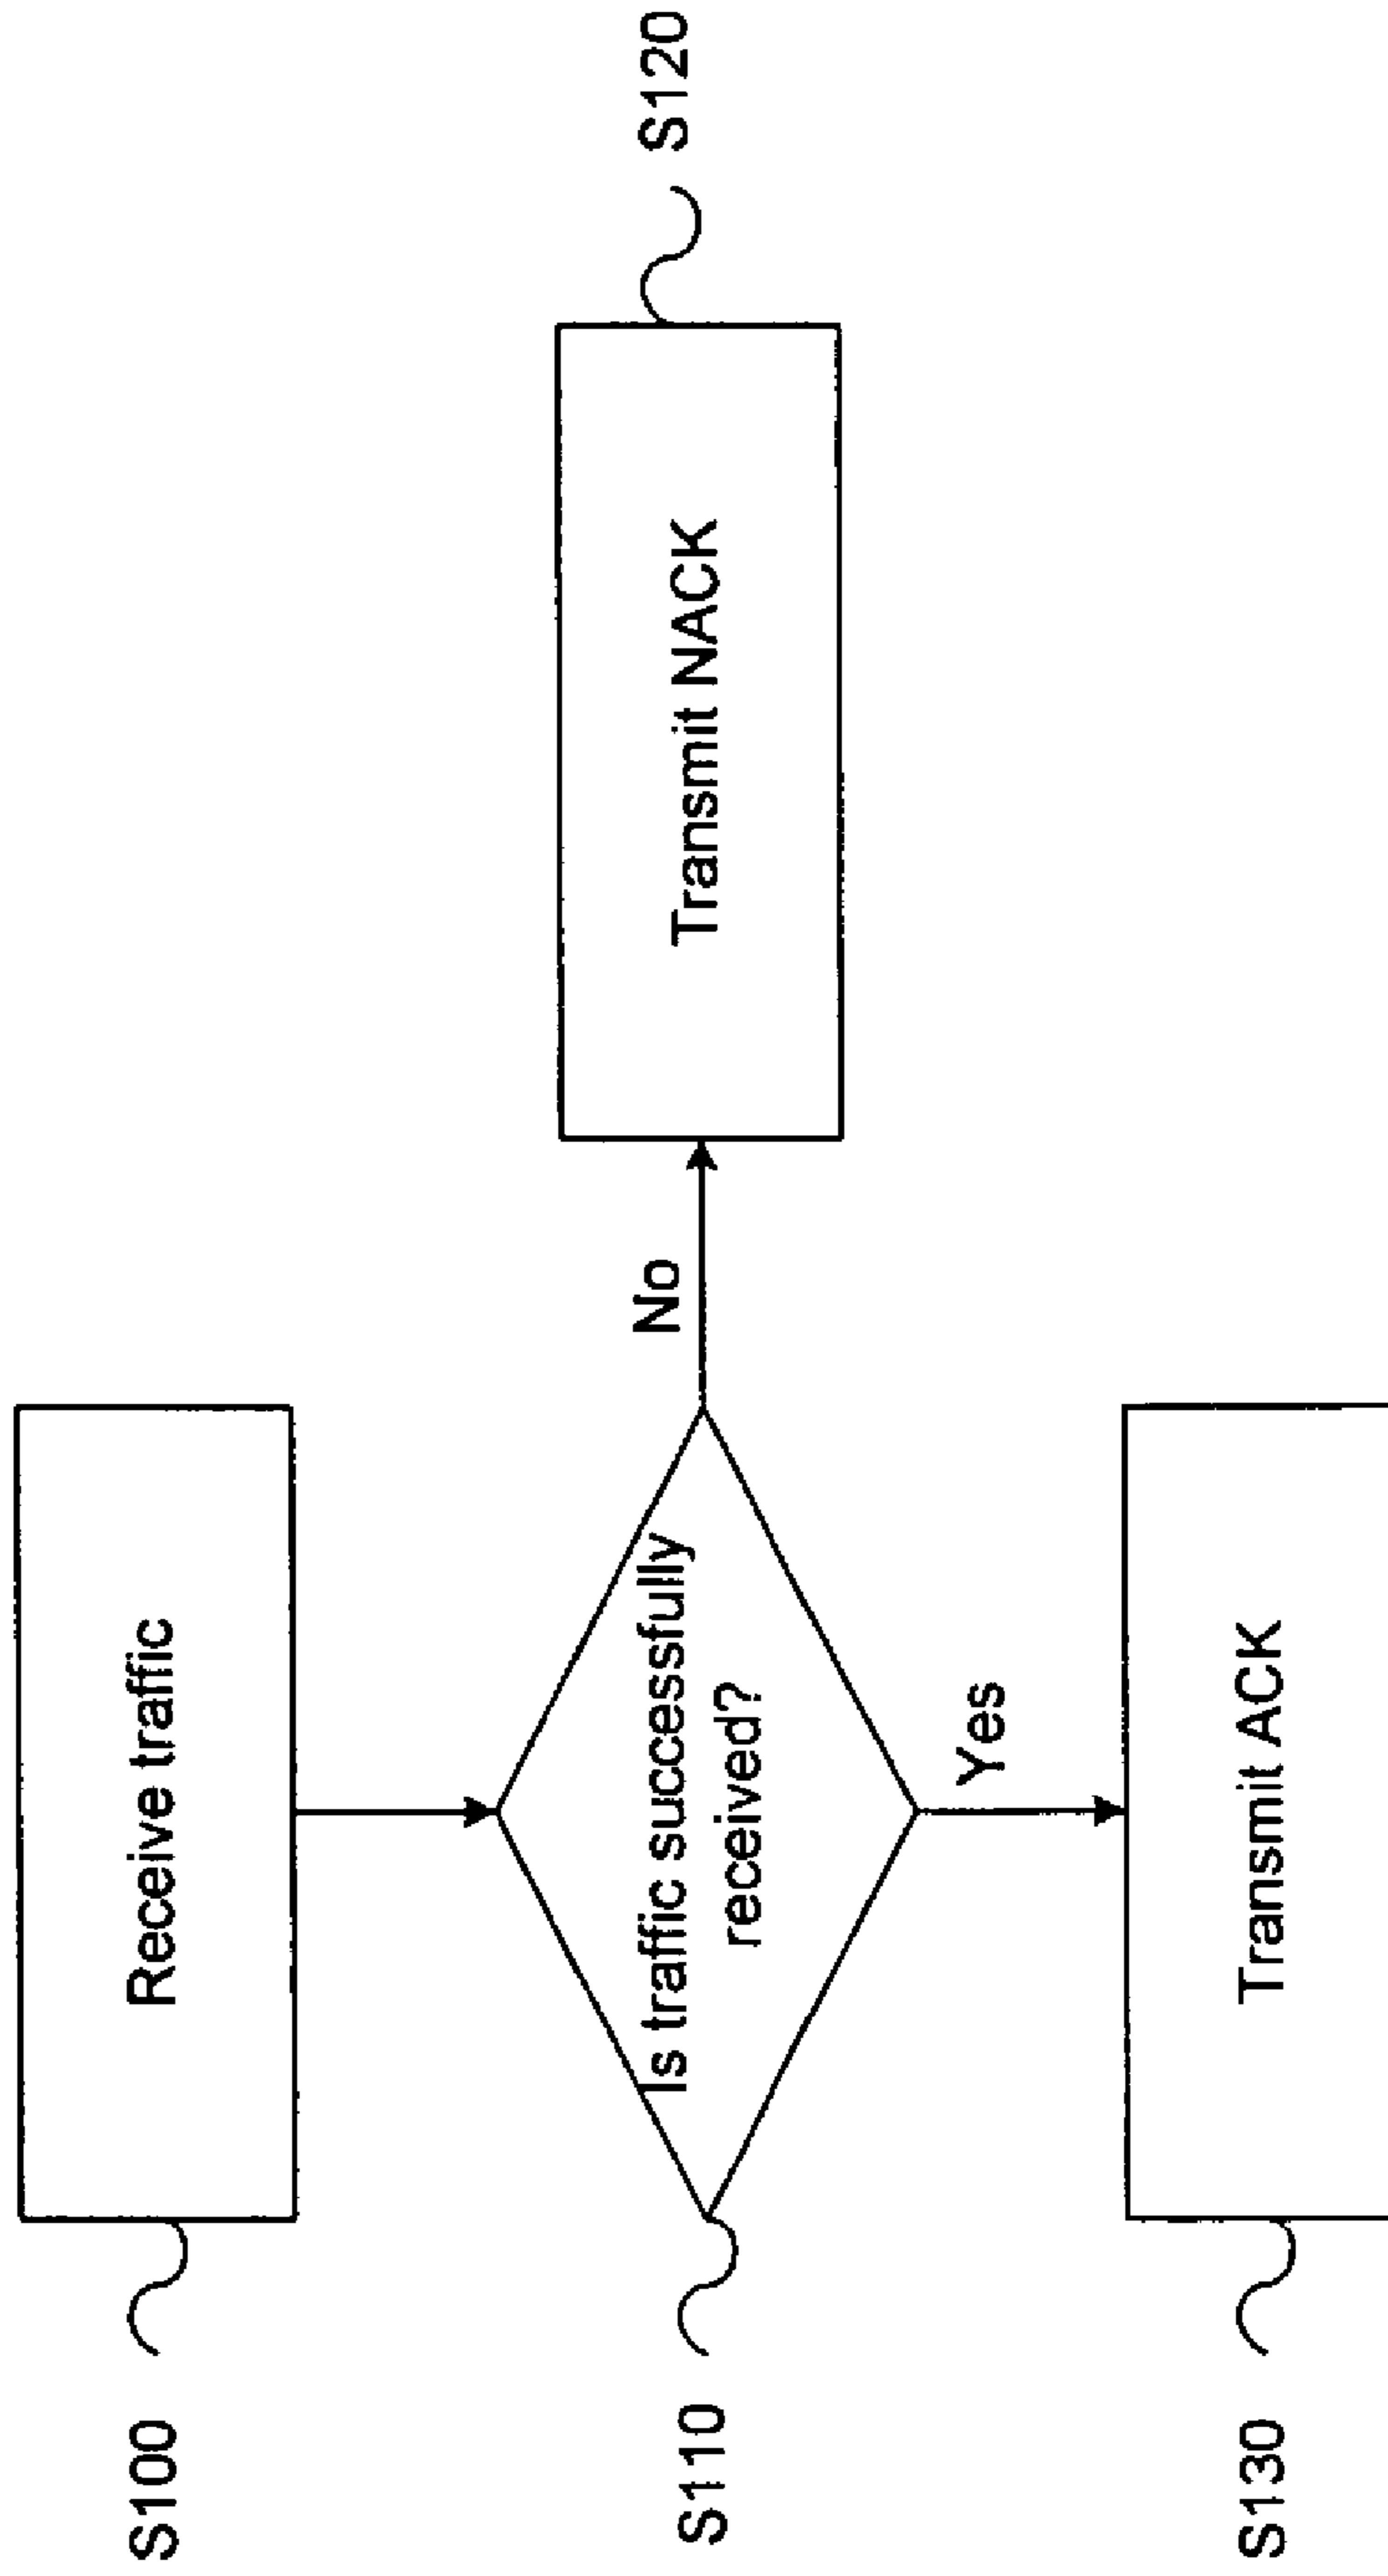 S100
Receive traffic
S110
Is traffic successfully
received?
No
Transmit NACK
S120
Yes
S130
Transmit ACK